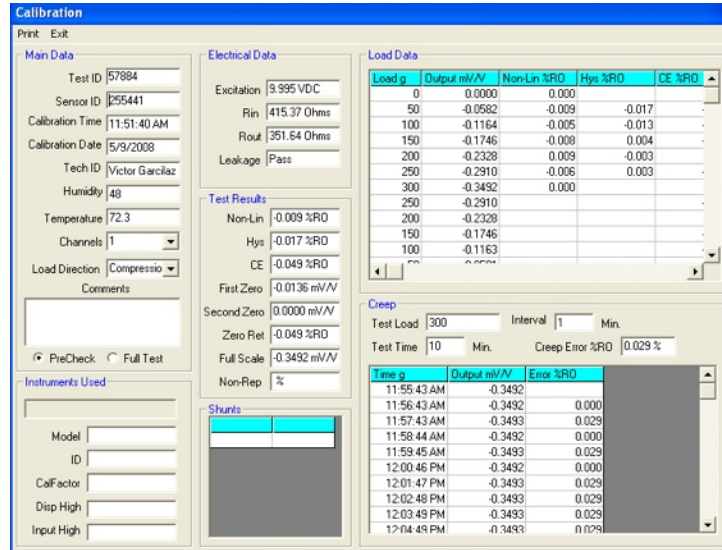 Calibration
Print Exit
Main Data
Test ID 57884
Sensor ID 255441
Calibration Time 11:51:40 AM
Calibration Date 5/9/2008
Tech ID Victor Garcilaz
Humidity 48
Temperature 72.3
Channels 1
Load Direction Compressio
Comments
PreCheck Full Test
Instruments Used
Model
ID
CalFactor
Disp High
Input High
Electrical Data
Excitation 9.995 VDC
Rin 415.37 Ohms
Rout 351.64 Ohms
Leakage Pass
Test Results
Non-Lin -0.009 %RO
Hys -0.017 %RO
CE -0.049 %RO
First Zero -0.0136 mV/V
Second Zero 0.0000 mV/V
Zero Ret -0.049 %RO
Full Scale -0.3492 mV/V
Non-Rep %
Shunts
Load Data
Load g Output mV/V Non-Lin %RO Hys %RO CE %RO
0 0.0000 0.000
50 -0.0582 -0.009 -0.017
100 -0.1164 -0.005 -0.013
150 -0.1746 -0.008 0.004
200 -0.2328 0.009 -0.003
250 -0.2910 -0.006 0.003
300 -0.3492 0.000
250 -0.2910
200 -0.2328
150 -0.1746
100 -0.1163
Creep
Test Load 300 Interval 1 Min.
Test Time 10 Min. Creep Error %RO 0.029 %
Time g Output mV/V Error %RO
11:55:43 AM -0.3492
11:56:43 AM -0.3492 0.000
11:57:43 AM -0.3493 0.029
11:58:44 AM -0.3492 0.000
11:59:45 AM -0.3493 0.029
12:00:46 PM -0.3492 0.000
12:01:47 PM -0.3493 0.029
12:02:48 PM -0.3493 0.029
12:03:49 PM -0.3493 0.029
12:04:49 PM -0.3493 0.029